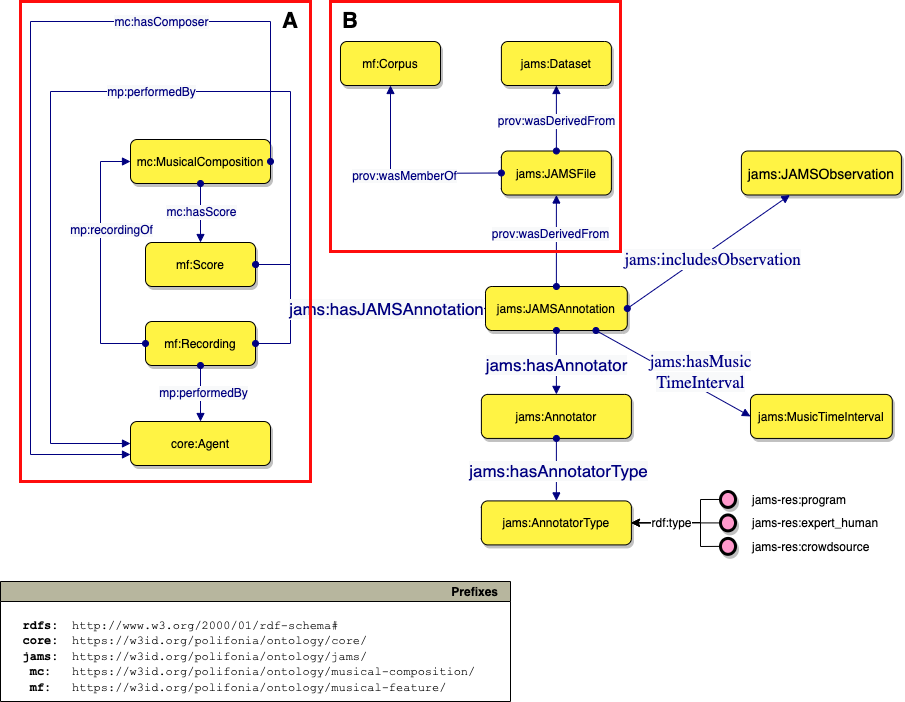 mc:hasComposer
A
mp:performedBy
mc:MusicalComposition
mc:hasScore
mp:recordingOf
mf:Score
mf:Recording
mp:performedBy
core:Agent
B
mf:Corpus
jams:Dataset
prov:wasDerivedFrom
prov:wasMemberOf
jams:JAMSFile
prov:wasDerivedFrom
jams:JAMSObservation
jams:includesObservation
jams:hasJAMSAnnotation
jams:JAMSAnnotation
jams:hasAnnotator
jams:hasMusic
TimeInterval
jams:Annotator
jams:MusicTimeInterval
jams:hasAnnotatorType
jams:AnnotatorType
rdf:type
jams-res:program
jams-res:expert_human
jams-res:crowdsource
Prefixes
rdfs: http://www.w3.org/2000/01/rdf-schema#
core: https://w3id.org/polifonia/ontology/core/
jams: https://w3id.org/polifonia/ontology/jams/
mc: https://w3id.org/polifonia/ontology/musical-composition/
mf: https://w3id.org/polifonia/ontology/musical-feature/